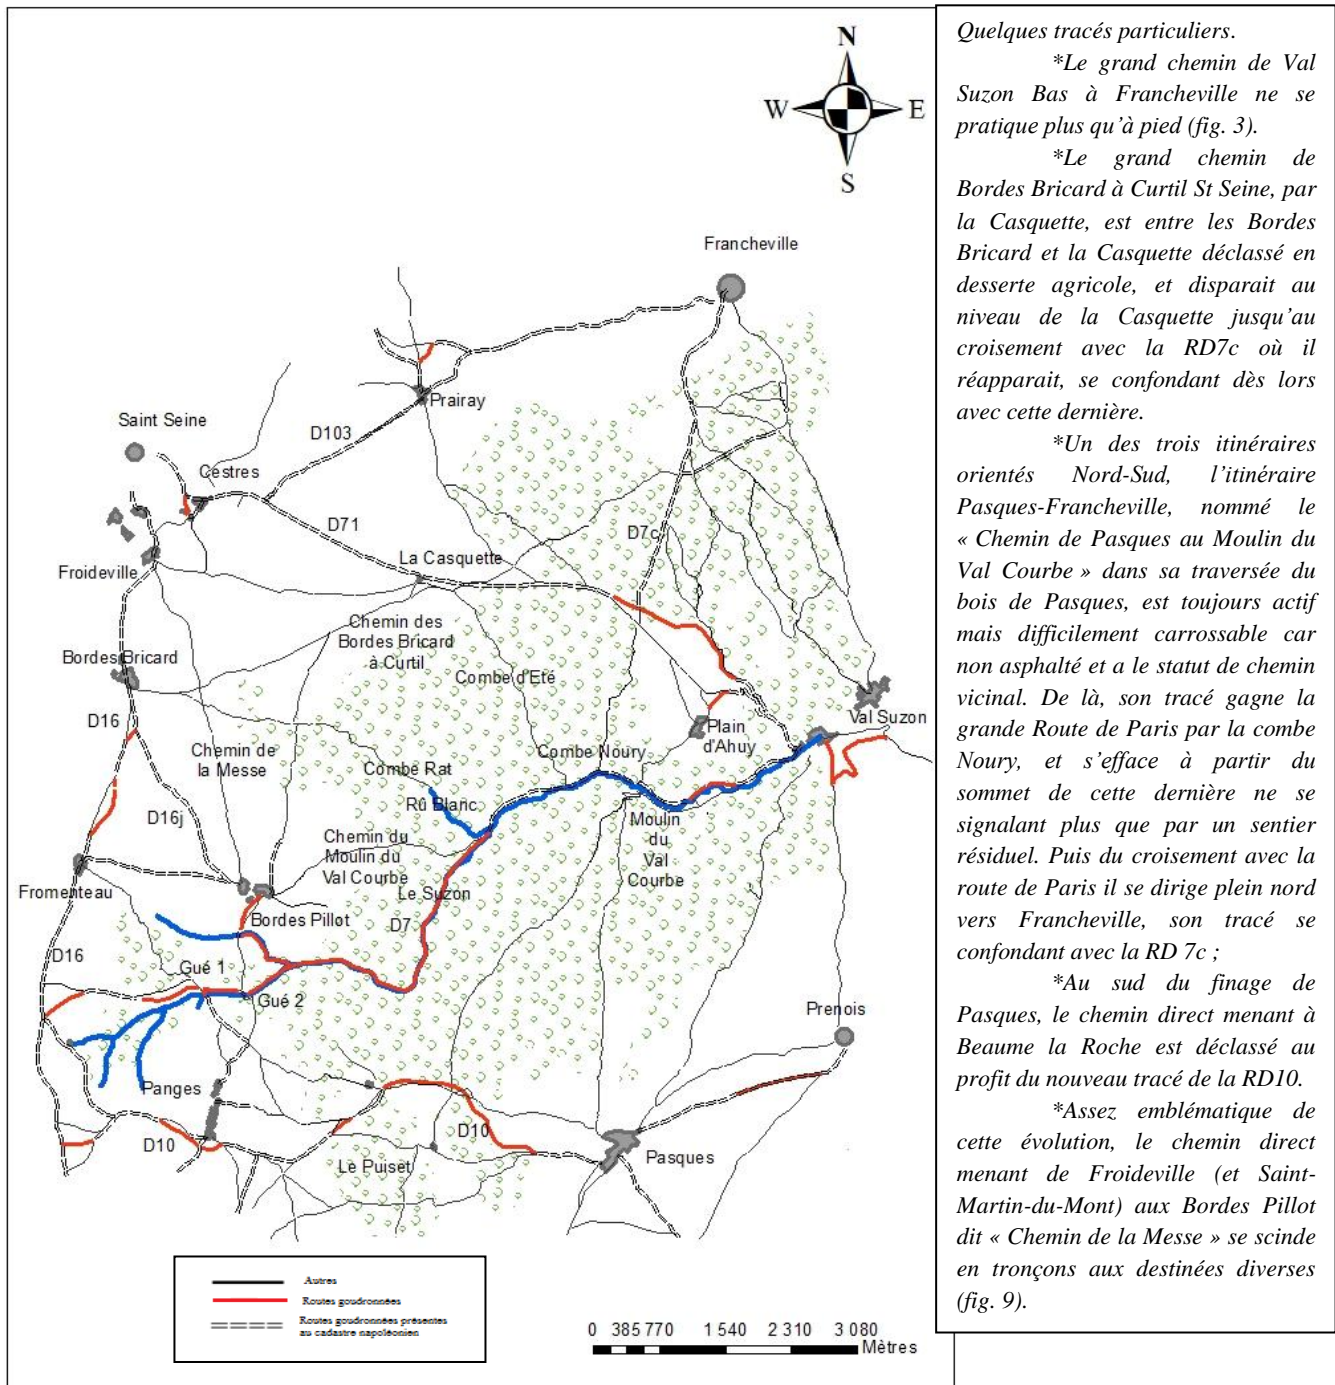 N
W
E
S
Francheville
Prairay
Saint Seine
D103
Cestres
D71
D7c
La Casquette
Froideville
Chemin des
Bordes Bricard
à Curtil
Bordes Bricard
Combe d'Eté
Val Suzon
D16
Plain
d'Ahuy
Chemin de
la Messe
Combe Noury
Combe Rat
Rû Blanc
D16j
Chemin du
Moulin du
Val Courbe
Moulin
du
Val
Courbe
Fromenteau
Le Suzon
Bordes Pillot
D7
D16
Gué 1
Gué 2
Prenois
Panges
D10
D10
Le Puiset
Pasques
Autres
Routes goudronnées
Routes goudronnées présentes
au cadastre napoléonien
0 385 770 1 540 2 310 3 080
Mètres
Quelques tracés particuliers.
*Le grand chemin de Val
Suzon Bas à Francheville ne se
pratique plus qu'à pied (fig. 3).
*Le grand chemin de
Bordes Bricard à Curtil St Seine, par
la Casquette, est entre les Bordes
Bricard et la Casquette déclassé en
desserte agricole, et disparait au
niveau de la Casquette jusqu'au
croisement avec la RD7c où il
réapparait, se confondant dès lors
avec cette dernière.
*Un des trois itinéraires
orientés Nord-Sud, l'itinéraire
Pasques-Francheville, nommé le
« Chemin de Pasques au Moulin du
Val Courbe » dans sa traversée du
bois de Pasques, est toujours actif
mais difficilement carrossable car
non asphalté et a le statut de chemin
vicinal. De là, son tracé gagne la
grande Route de Paris par la combe
Noury, et s'efface à partir du
sommet de cette dernière ne se
signalant plus que par un sentier
résiduel. Puis du croisement avec la
route de Paris il se dirige plein nord
vers Francheville, son tracé se
confondant avec la RD 7c ;
*Au sud du finage de
Pasques, le chemin direct menant à
Beaume la Roche est déclassé au
profit du nouveau tracé de la RD10.
*Assez emblématique de
cette évolution, le chemin direct
menant de Froideville (et Saint-
Martin-du-Mont) aux Bordes Pillot
dit « Chemin de la Messe » se scinde
en tronçons aux destinées diverses
(fig. 9).